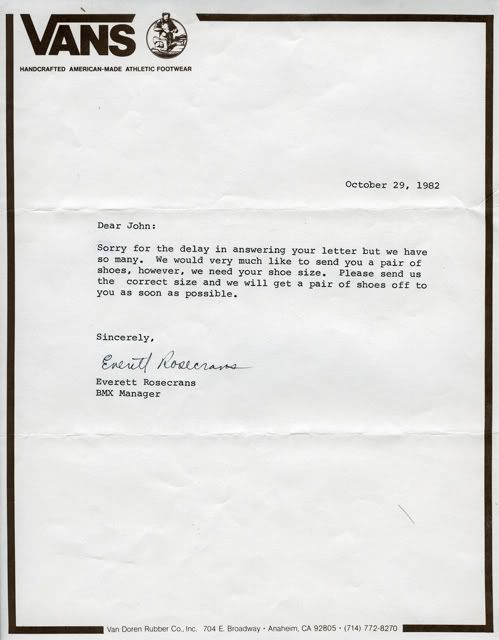 VANS
HANDCRAFTED AMERICAN-MADE ATHLETIC FOOTWEAR
October 29, 1982
Dear John:
Sorry for the delay in answering your letter but we have
so many. We would very much like to send you a pair of
shoes, however, we need your shoe size. Please send us
the correct size and we will get a pair of shoes off to
you as soon as possible.
Sincerely,
Everett Rosecrans
Everett Rosecrans
BMX Manager
Van Doren Rubber Co., Inc. 704 E. Broadway · Anaheim, CA 92805 · (714) 772-8270